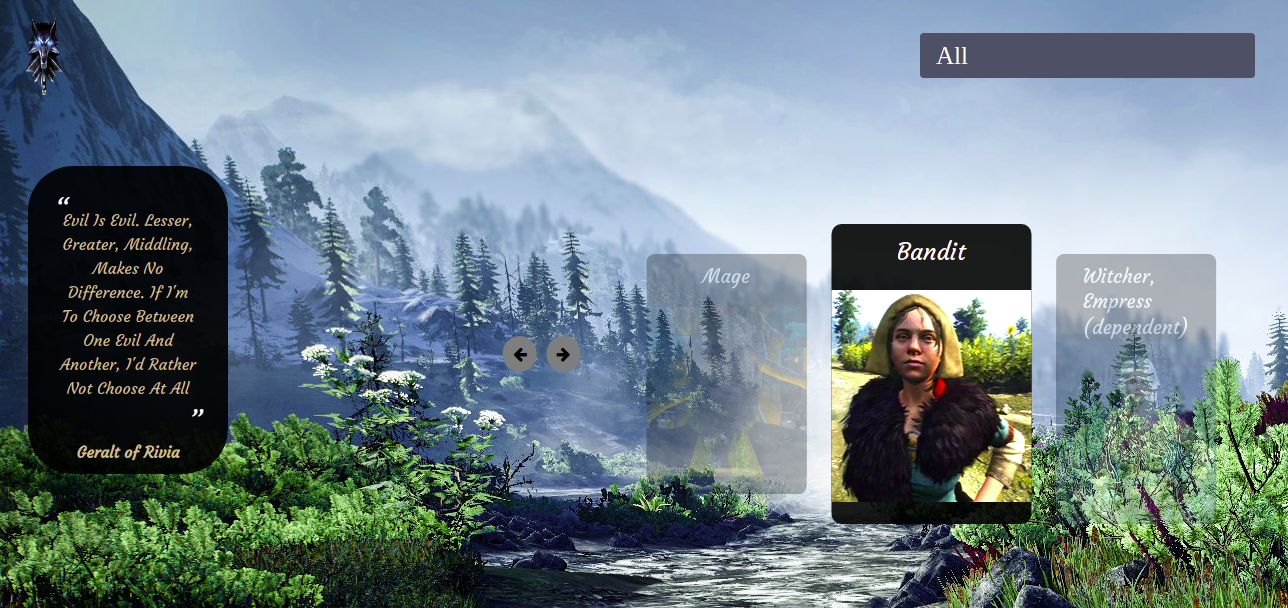 All
“
Evil Is Evil. Lesser,
Greater, Middling,
Makes No
Difference. If I'm
To Choose Between
One Evil And
Another, I'd Rather
Not Choose At All
”
Geralt of Rivia
Mage
Bandit
Witcher,
Empress
(dependent)